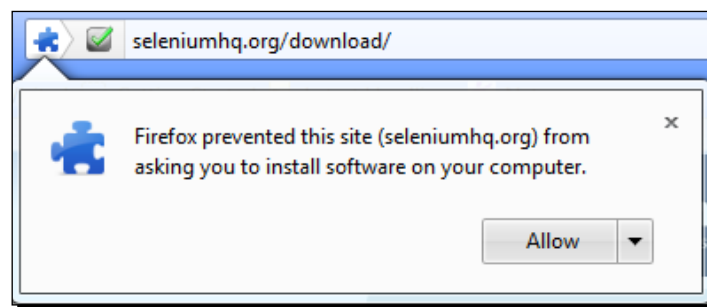 seleniumhq.org/download/
Firefox prevented this site (seleniumhq.org) from
asking you to install software on your computer.
Allow